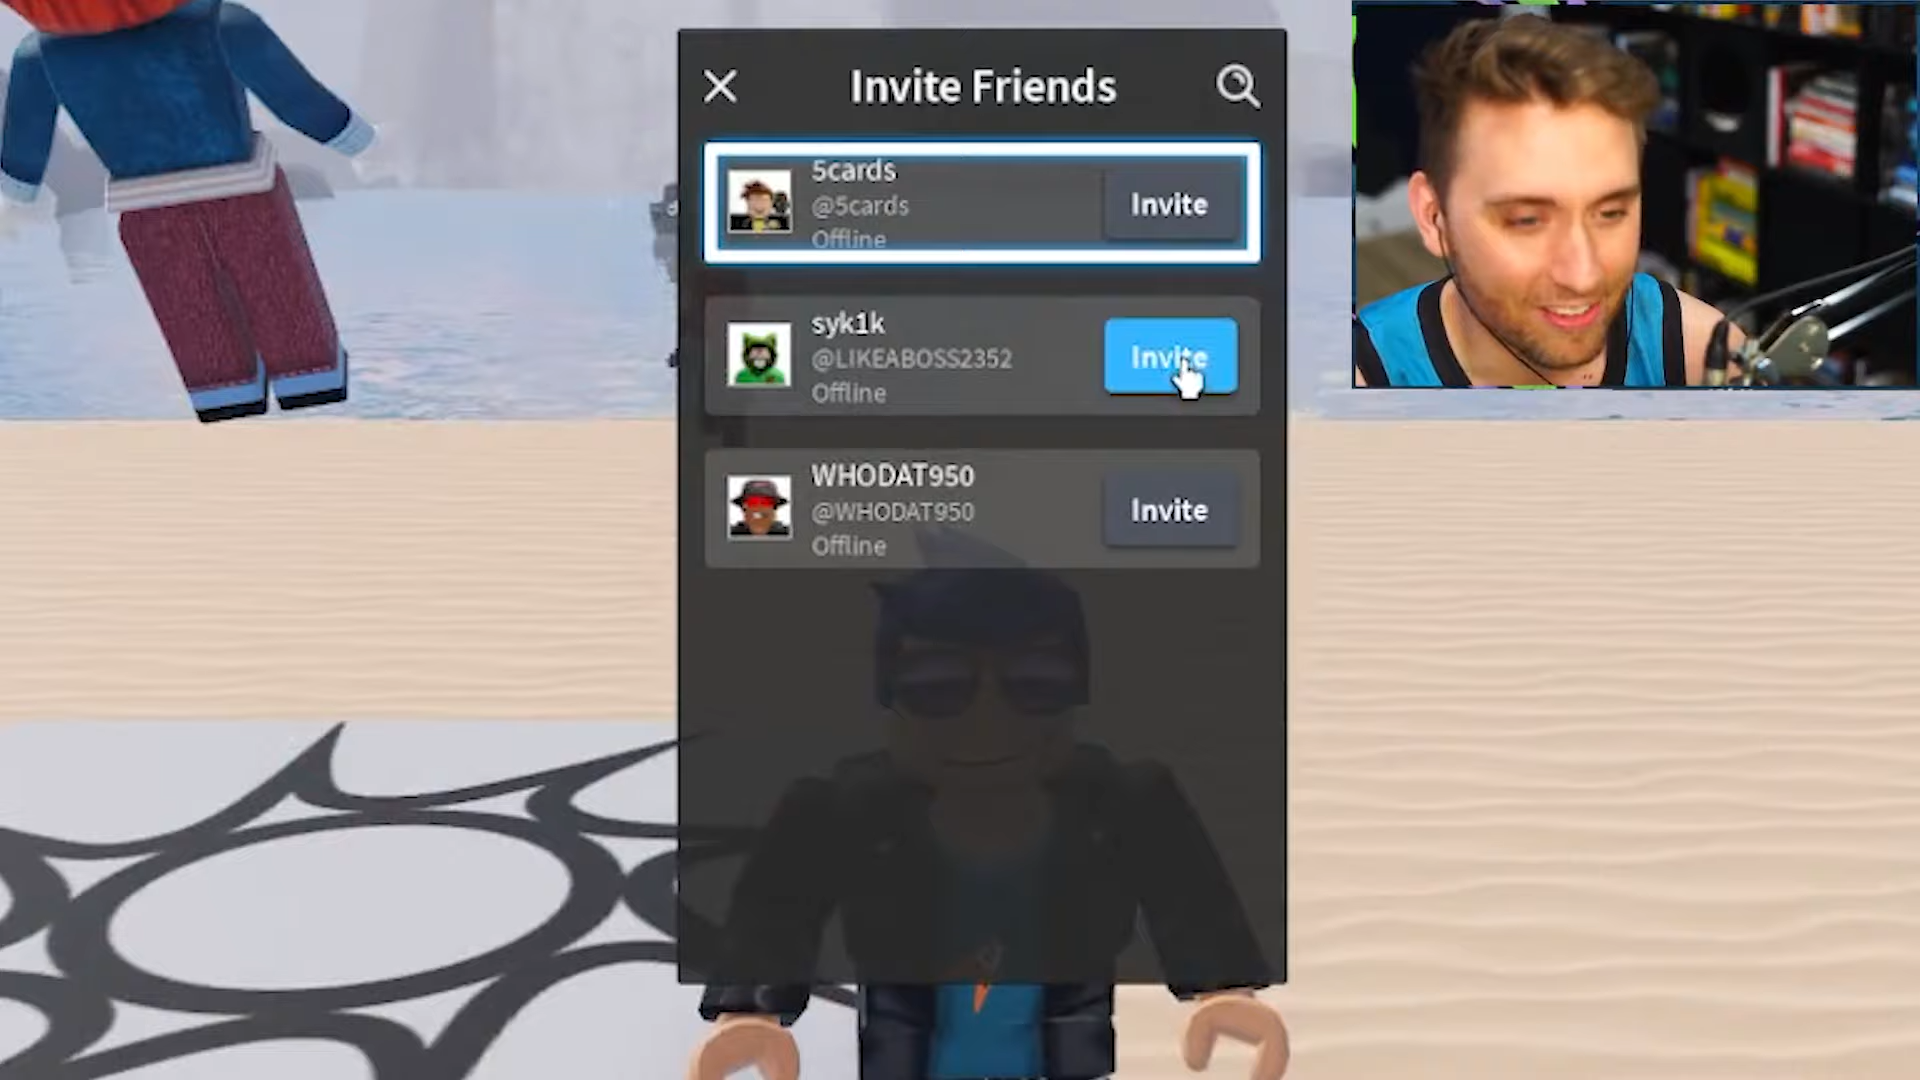 Invite Friends
5cards
@5cards
Offline
Invite
syk1k
@LIKEABOSS2352
Offline
Invite
WHODAT950
@WHODAT950
Offline
Invite